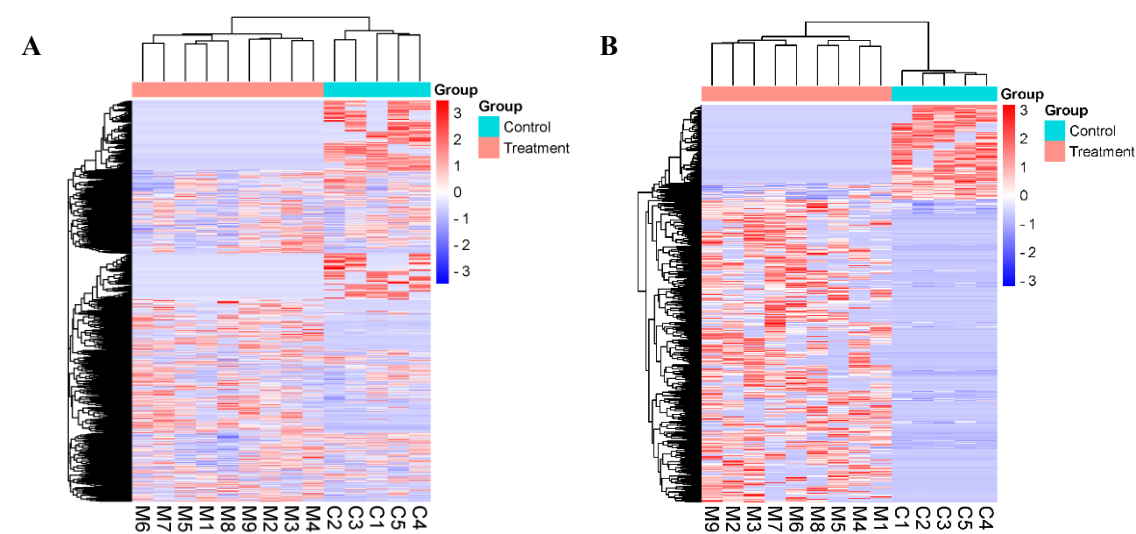 A
Group
3
2
1
0
- 1
- 2
- 3
Group
Control
Treatment
M6 M7 M5 M1 M8 M9 M2 M3 M4 C2 C3 C1 C5 C4
B
Group
3
2
1
0
- 1
- 2
- 3
Group
Control
Treatment
M9 M2 M3 M7 M6 M8 M5 M4 M1 C1 C2 C3 C5 C4